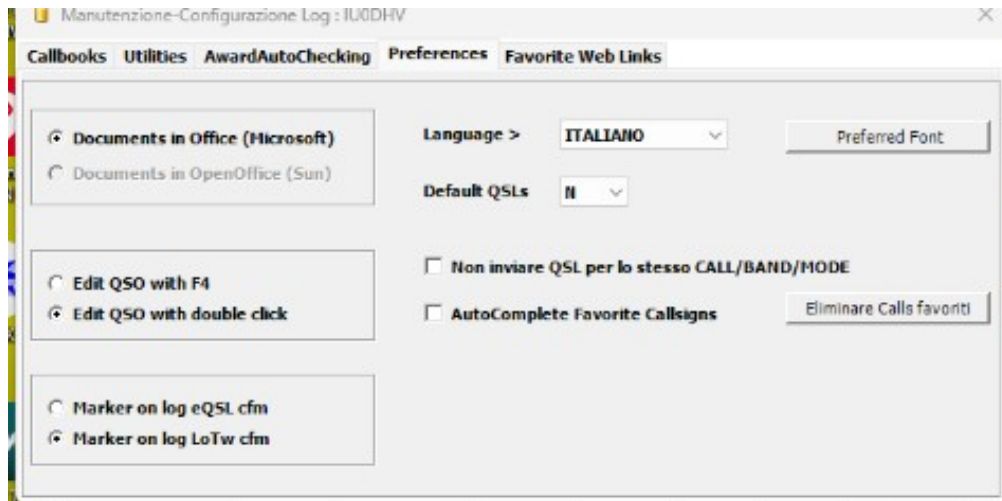 Manutenzione-Configurazione Log : IU0DHV
Callbooks Utilities AwardAutoChecking Preferences Favorite Web Links
Documents in Office (Microsoft)
Documents in OpenOffice (Sun)
Language > ITALIANO
Preferred Font
Default QSLs N
Edit QSO with F4
Edit QSO with double click
Non inviare QSL per lo stesso CALL/BAND/MODE
AutoComplete Favorite Callsigns
Eliminare Calls favoriti
Marker on log eQSL cfm
Marker on log LoTw cfm